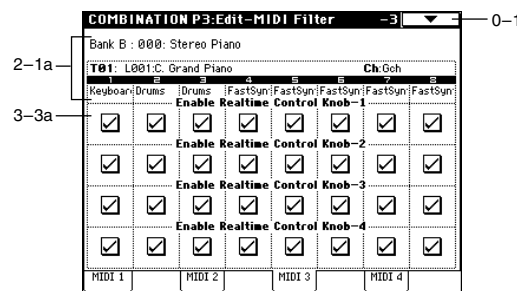 COMBINATION P3:Edit–MIDI Filter –3
0–1
Bank B : 000: Stereo Piano
2–1a
T01: L001:C. Grand Piano Ch:Gch
1 2 3 4 5 6 7 8
Keyboar Drums Drums FastSyn FastSyn FastSyn FastSyn FastSyn
Enable Realtime Control Knob–1
3–3a
Enable Realtime Control Knob–2
Enable Realtime Control Knob–3
Enable Realtime Control Knob–4
MIDI 1 MIDI 2 MIDI 3 MIDI 4